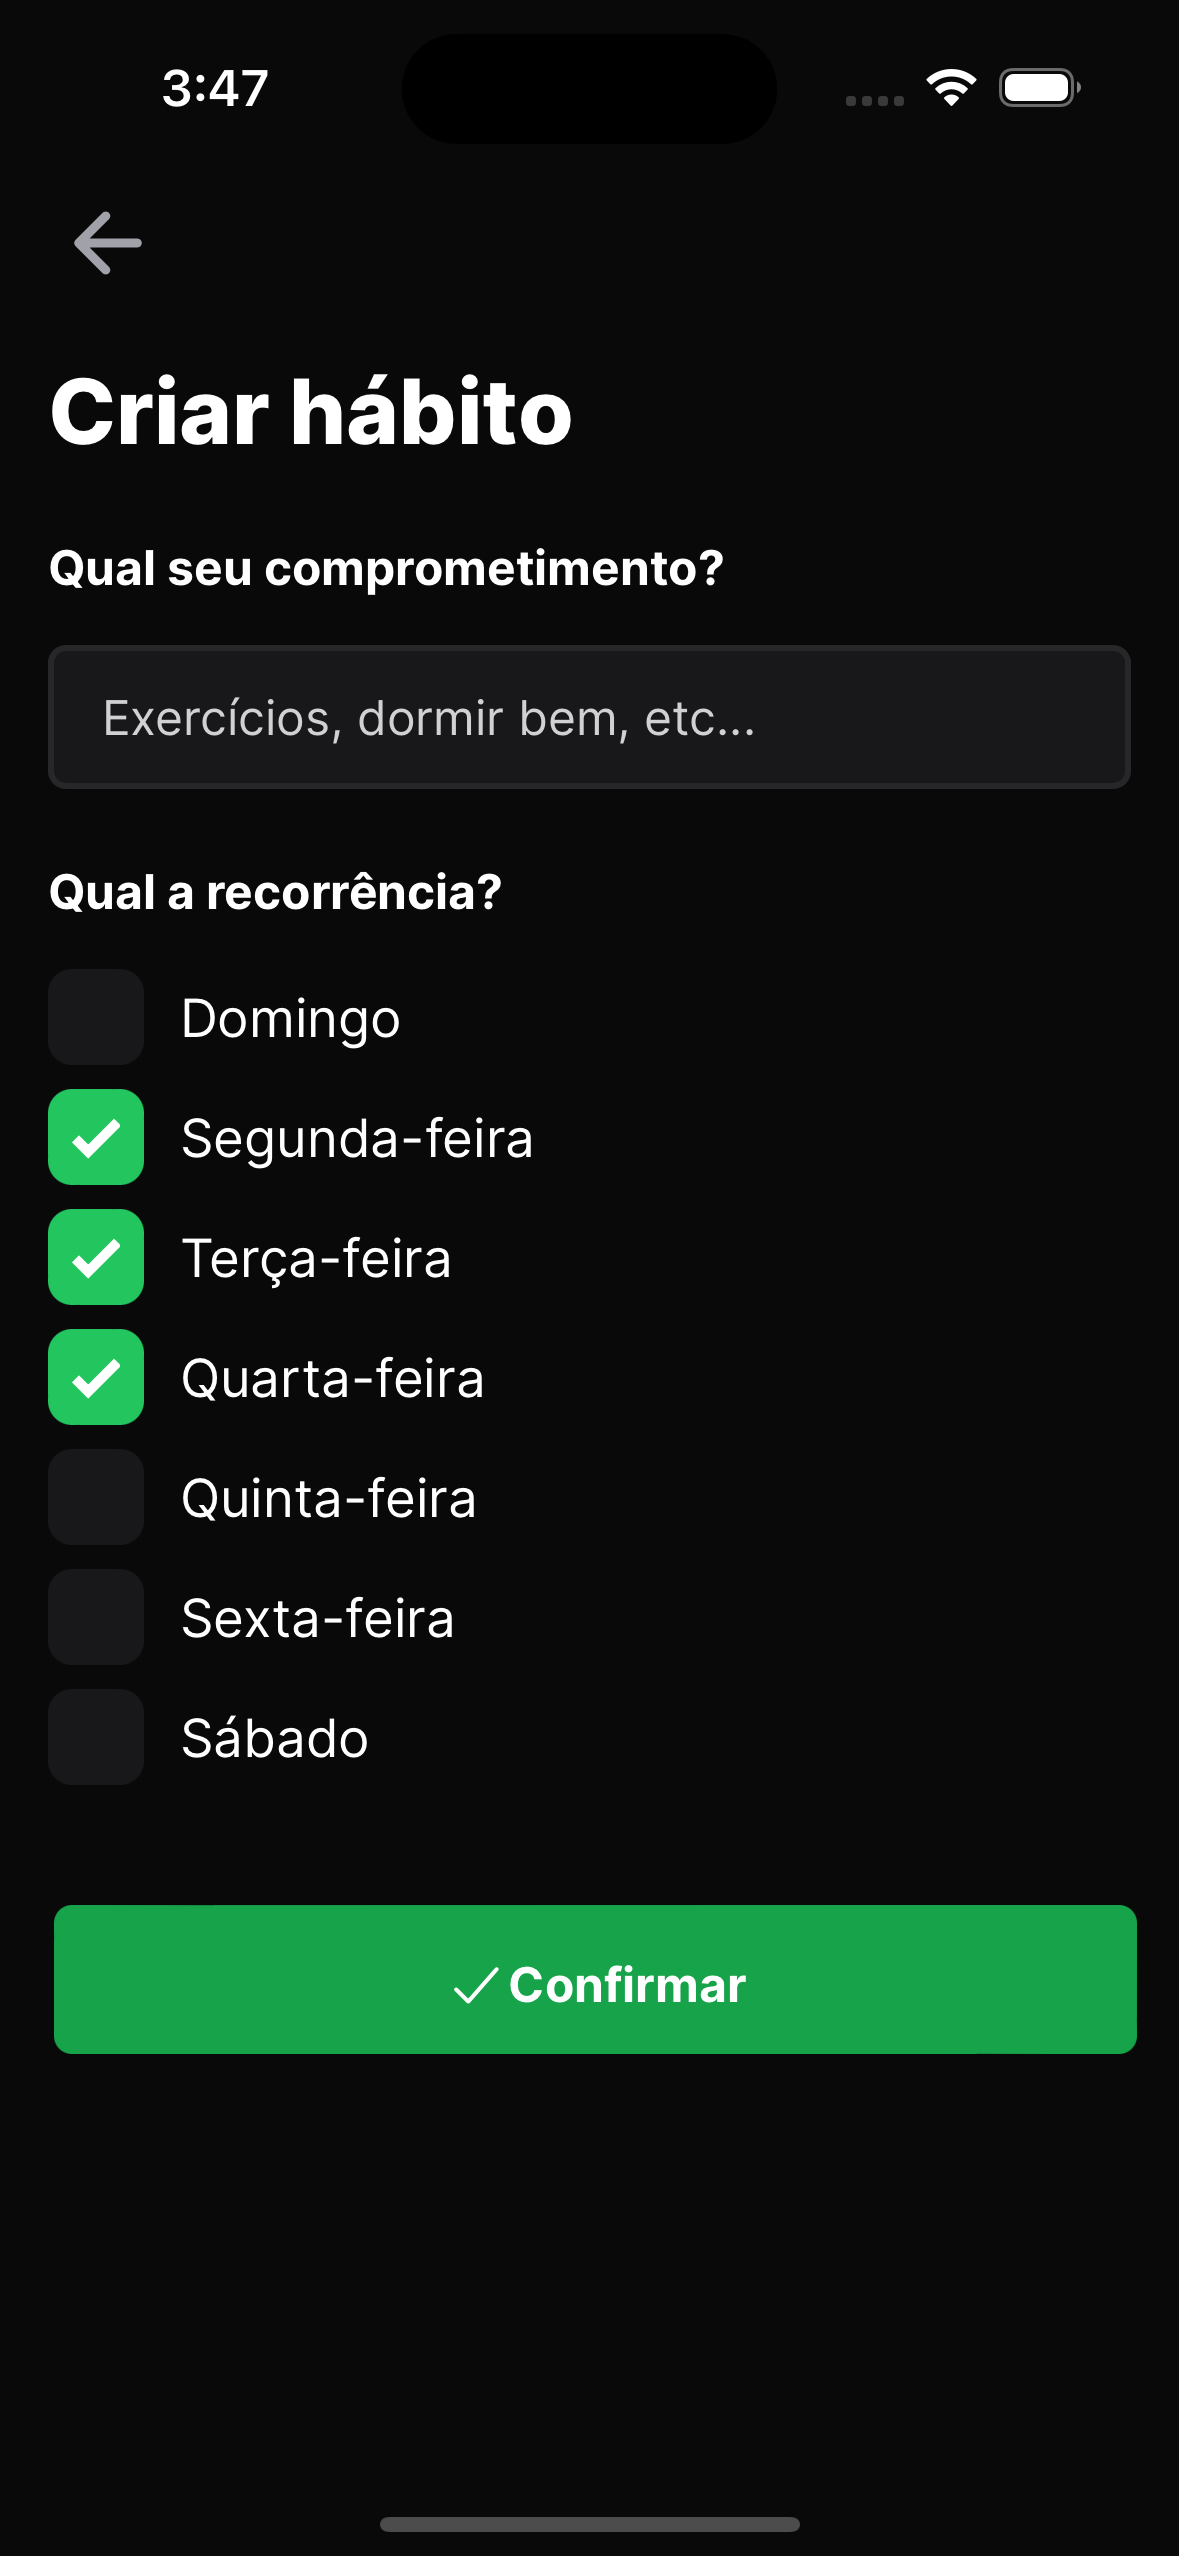 3:47
Criar hábito
Qual seu comprometimento?
Exercícios, dormir bem, etc...
Qual a recorrência?
Domingo
Segunda-feira
Terça-feira
Quarta-feira
Quinta-feira
Sexta-feira
Sábado
Confirmar